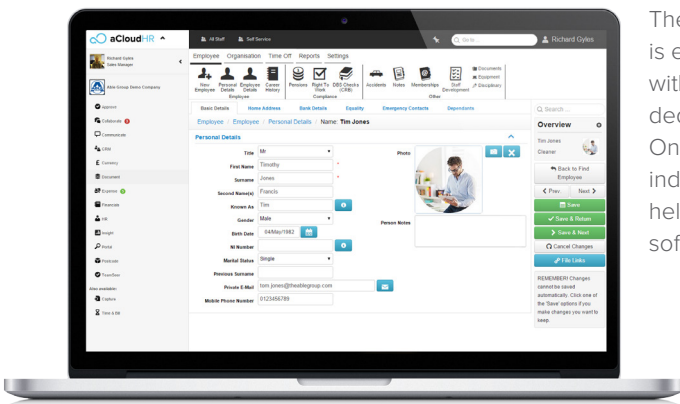 aCloudHR
All Staff
Self Service
Go to ...
Richard Gyles
Richard Gyles
Sales Manager
Able Group Demo Company
Approve
Collaborate
Communicate
CRM
£ Currency
Document
Expense
Financials
HR
Insight
Portal
Postcode
TeamSeer
Also available:
Capture
Time & Bill
Employee Organisation Time Off Reports Settings
New Employee
Personal Details
Employee Details
Career History
Employee
Pensions
Right To Work
DBS Checks (CRB)
Compliance
Accidents
Notes
Memberships
Staff Development
Documents
Equipment
Disciplinary
Other
Basic Details Home Address Bank Details Equality Emergency Contacts Dependants
Employee / Employee / Personal Details / Name: Tim Jones
Personal Details
Title Mr
First Name Timothy *
Surname Jones *
Second Name(s) Francis
Known As Tim
Gender Male
Birth Date 04/May/1982
NI Number
Marital Status Single
Previous Surname
Private E-Mail tom.jones@theablegroup.com
Mobile Phone Number 0123456789
Photo
Person Notes
Search ...
Overview
Tim Jones
Cleaner
Back to Find
Employee
Prev. Next
Save
Save & Return
Save & Next
Cancel Changes
File Links
REMEMBER! Changes
cannot be saved
automatically. Click one of
the 'Save' options if you
make changes you want to
keep.
The
is e
with
dec
On
ind
hel
sof